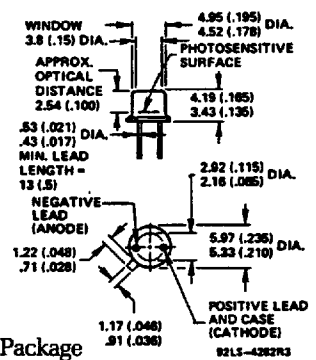 WINDOW
3.8 (.15) DIA.
4.95 (.195)
4.52 (.178) DIA.
PHOTOSENSITIVE
SURFACE
APPROX.
OPTICAL
DISTANCE
2.54 (.100)
4.19 (.165)
3.43 (.135)
.53 (.021)
.43 (.017) DIA.
MIN. LEAD
LENGTH =
13 (.5)
2.92 (.115)
2.16 (.085) DIA.
NEGATIVE
LEAD
(ANODE)
1.22 (.048)
.71 (.028)
5.97 (.235)
5.33 (.210) DIA.
POSITIVE LEAD
AND CASE
(CATHODE)
1.17 (.046)
.91 (.036)
Package
92LS-4262R3